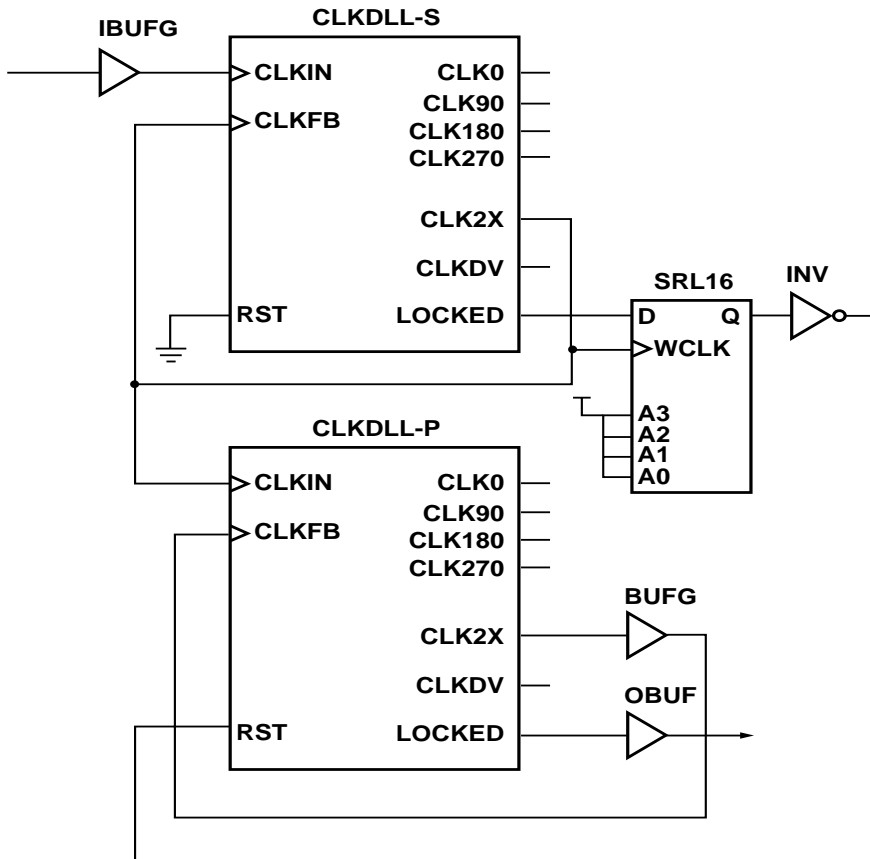 CLKDLL-S
IBUFG
CLKIN
CLKFB
RST
CLK0
CLK90
CLK180
CLK270
CLK2X
CLKDV
LOCKED
SRL16
D
Q
WCLK
A3
A2
A1
A0
INV
CLKDLL-P
CLKIN
CLKFB
RST
CLK0
CLK90
CLK180
CLK270
CLK2X
CLKDV
LOCKED
BUFG
OBUF